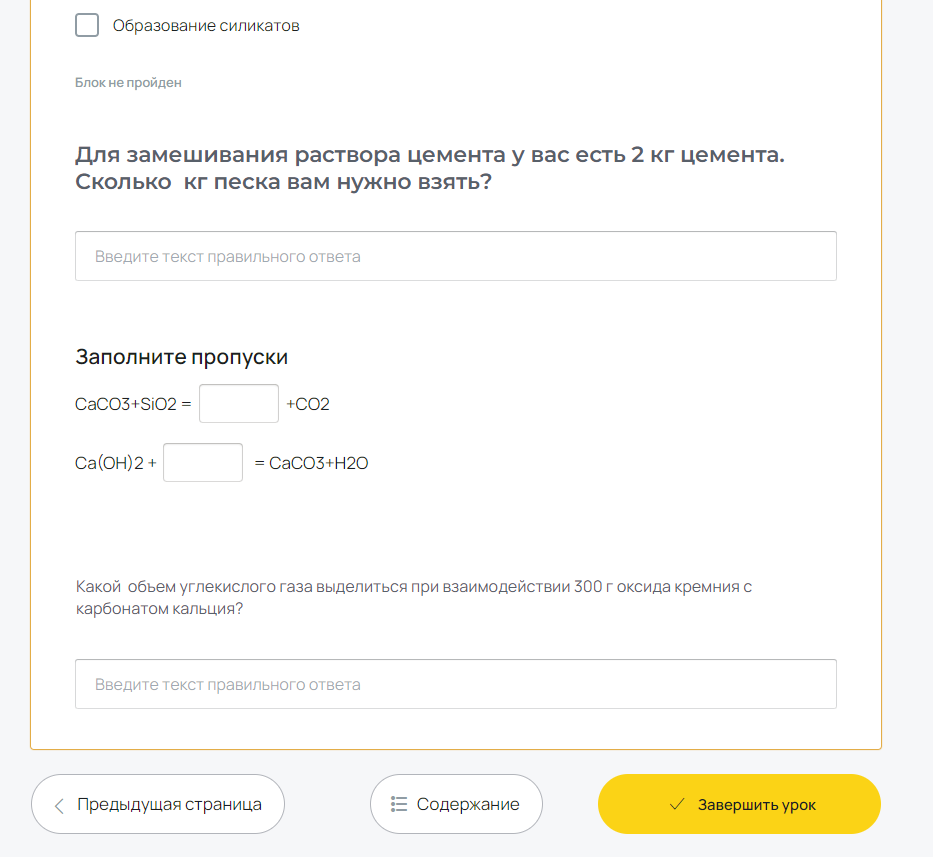 Образование силикатов
Блок не пройден
Для замешивания раствора цемента у вас есть 2 кг цемента.
Сколько  кг песка вам нужно взять?
Введите текст правильного ответа
Заполните пропуски
CaCO3+SiO2 = +CO2
Ca(OH)2 + = CaCO3+H2O
Какой  объем углекислого газа выделиться при взаимодействии 300 г оксида кремния с
карбонатом кальция?
Введите текст правильного ответа
Предыдущая страница
Содержание
Завершить урок